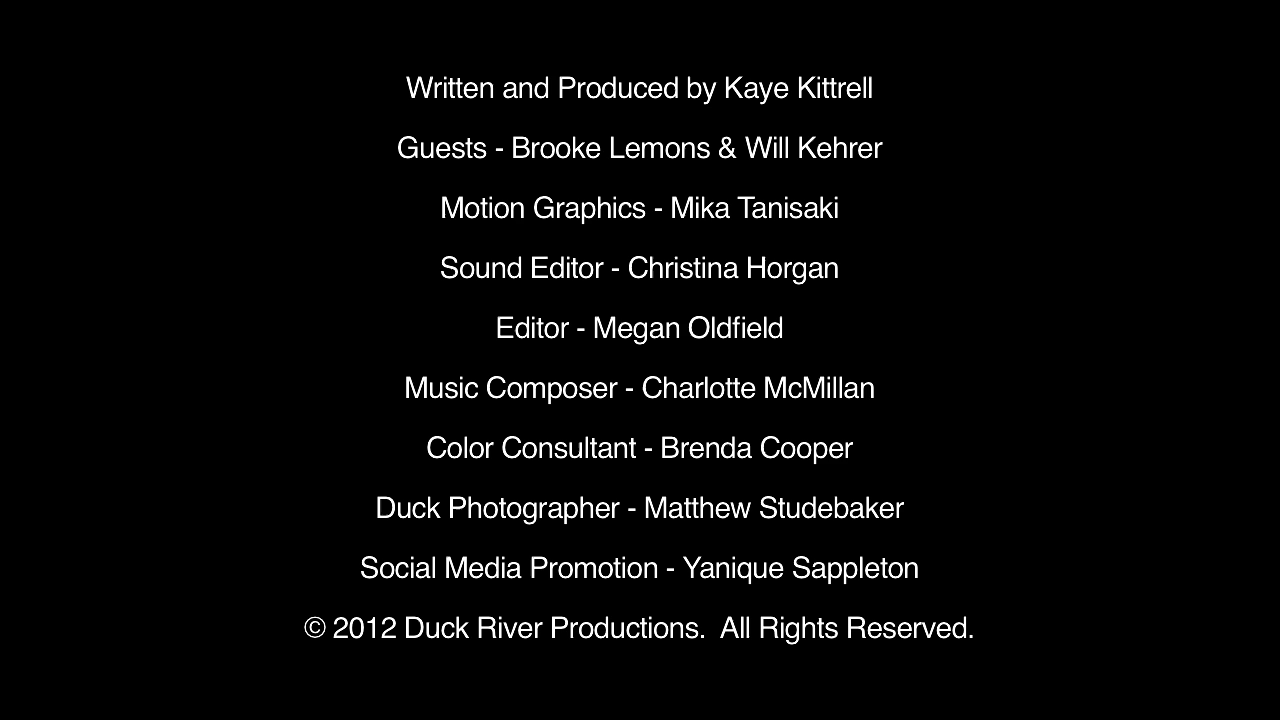 Written and Produced by Kaye Kittrell
Guests - Brooke Lemons & Will Kehrer
Motion Graphics - Mika Tanisaki
Sound Editor - Christina Horgan
Editor - Megan Oldfield
Music Composer - Charlotte McMillan
Color Consultant - Brenda Cooper
Duck Photographer - Matthew Studebaker
Social Media Promotion - Yanique Sappleton
© 2012 Duck River Productions.  All Rights Reserved.